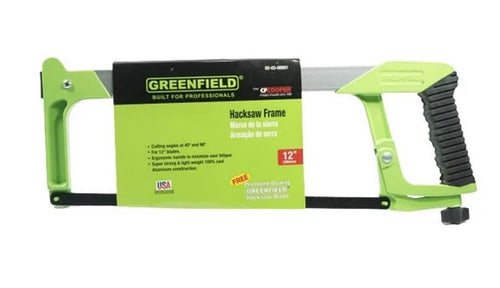 GREENFIELD®
BUILT FOR PROFESSIONALS
CFCOOPER
Hacksaw Frame
Marco de la sierra
Armação de serra
• Cutting angles at 45° and 90°
• For 12" blades.
• Ergonomic handle to minimize user fatigue
• Super strong & light weight 100% cast
Aluminum construction.
12"
USA
FREE
Premium Quality
GREENFIELD
Hacksaw Blade